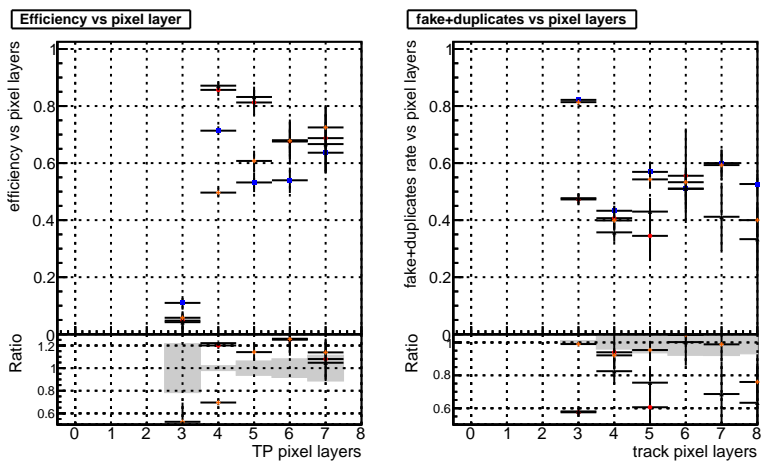 Efficiency vs pixel layer
efficiency vs pixel layers
1
0.8
0.6
0.4
0.2
0
Ratio
1.2
1
0.8
0.6
0 1 2 3 4 5 6 7 8
TP pixel layers
fake+duplicates vs pixel layers
fake+duplicates rate vs pixel layers
1
0.8
0.6
0.4
0.2
0
Ratio
0.8
0.6
0 1 2 3 4 5 6 7 8
track pixel layers